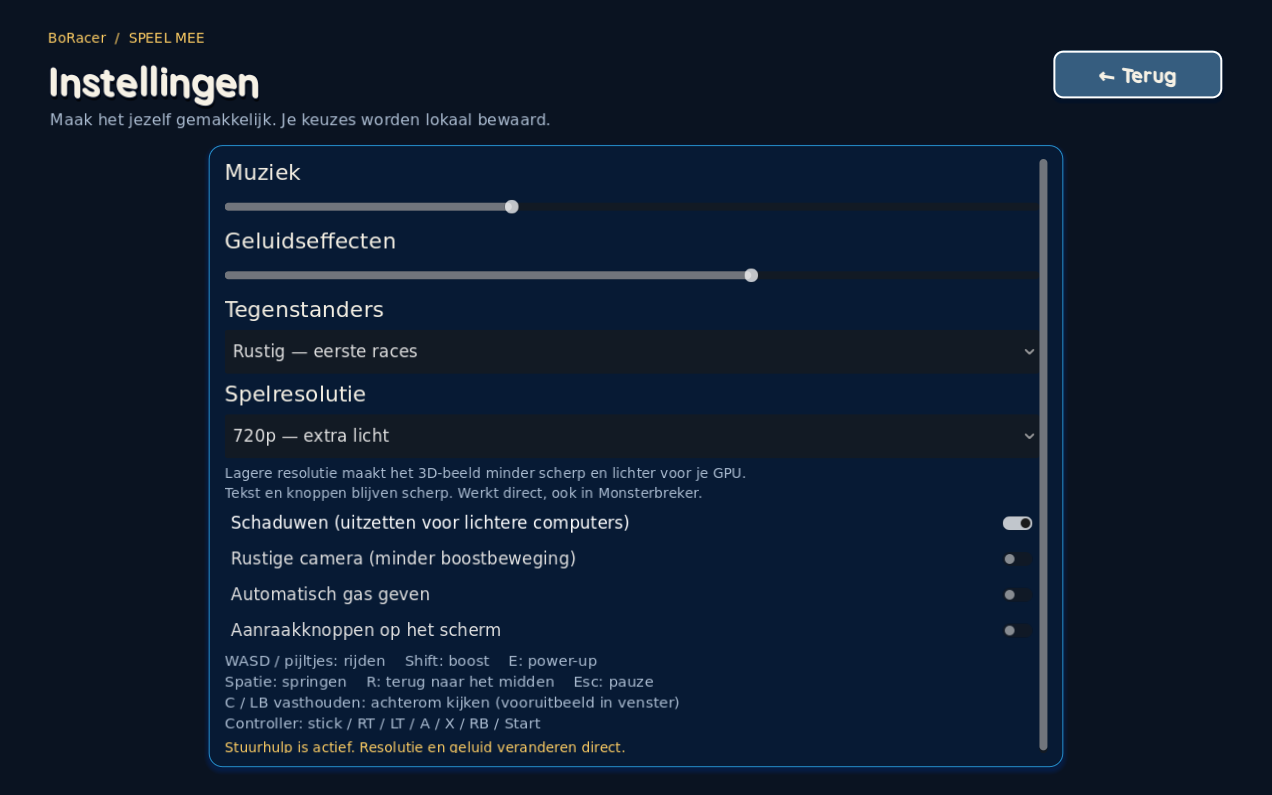 BoRacer / SPEEL MEE
Instellingen
← Terug
Maak het jezelf gemakkelijk. Je keuzes worden lokaal bewaard.
Muziek
Geluidseffecten
Tegenstanders
Rustig — eerste races
Spelresolutie
720p — extra licht
Lagere resolutie maakt het 3D-beeld minder scherp en lichter voor je GPU.
Tekst en knoppen blijven scherp. Werkt direct, ook in Monsterbreker.
Schaduwen (uitzetten voor lichtere computers)
Rustige camera (minder boostbeweging)
Automatisch gas geven
Aanraakknoppen op het scherm
WASD / pijltjes: rijden Shift: boost E: power-up
Spatie: springen R: terug naar het midden Esc: pauze
C / LB vasthouden: achterom kijken (vooruitbeeld in venster)
Controller: stick / RT / LT / A / X / RB / Start
Stuurhulp is actief. Resolutie en geluid veranderen direct.